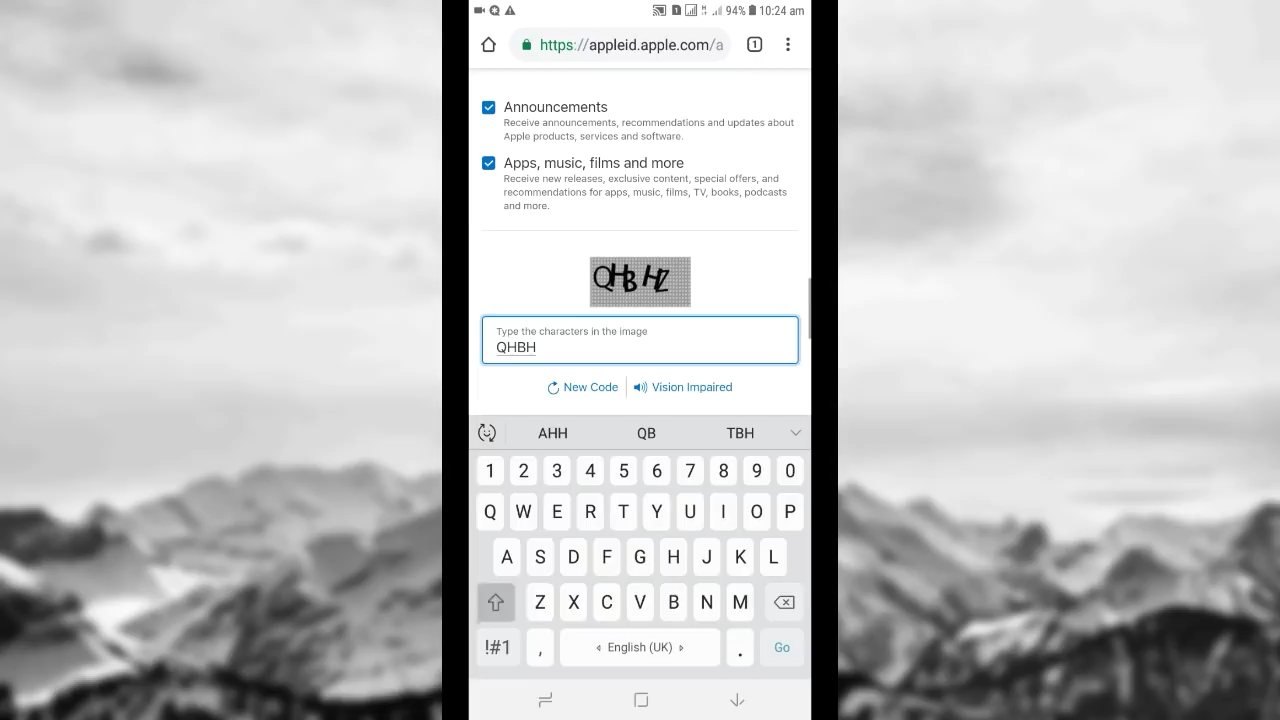 94% 10:24 am
https://appleid.apple.com/a
1
Announcements
Receive announcements, recommendations and updates about
Apple products, services and software.
Apps, music, films and more
Receive new releases, exclusive content, special offers, and
recommendations for apps, music, films, TV, books, podcasts
and more.
QHBHZ
Type the characters in the image
QHBH
New Code
Vision Impaired
AHH QB TBH
1 2 3 4 5 6 7 8 9 0
Q W E R T Y U I O P
A S D F G H J K L
Z X C V B N M
!#1 , English (UK) . Go